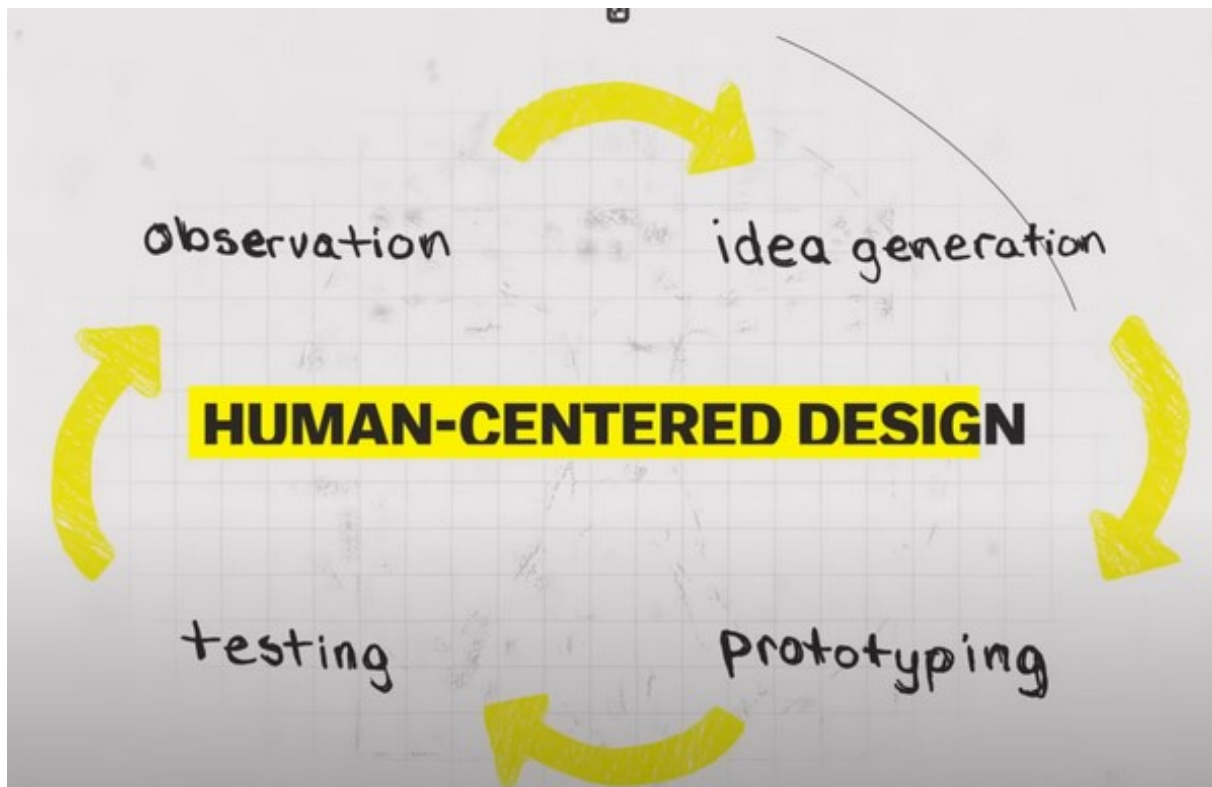 observation
idea generation
HUMAN-CENTERED DESIGN
testing
prototyping